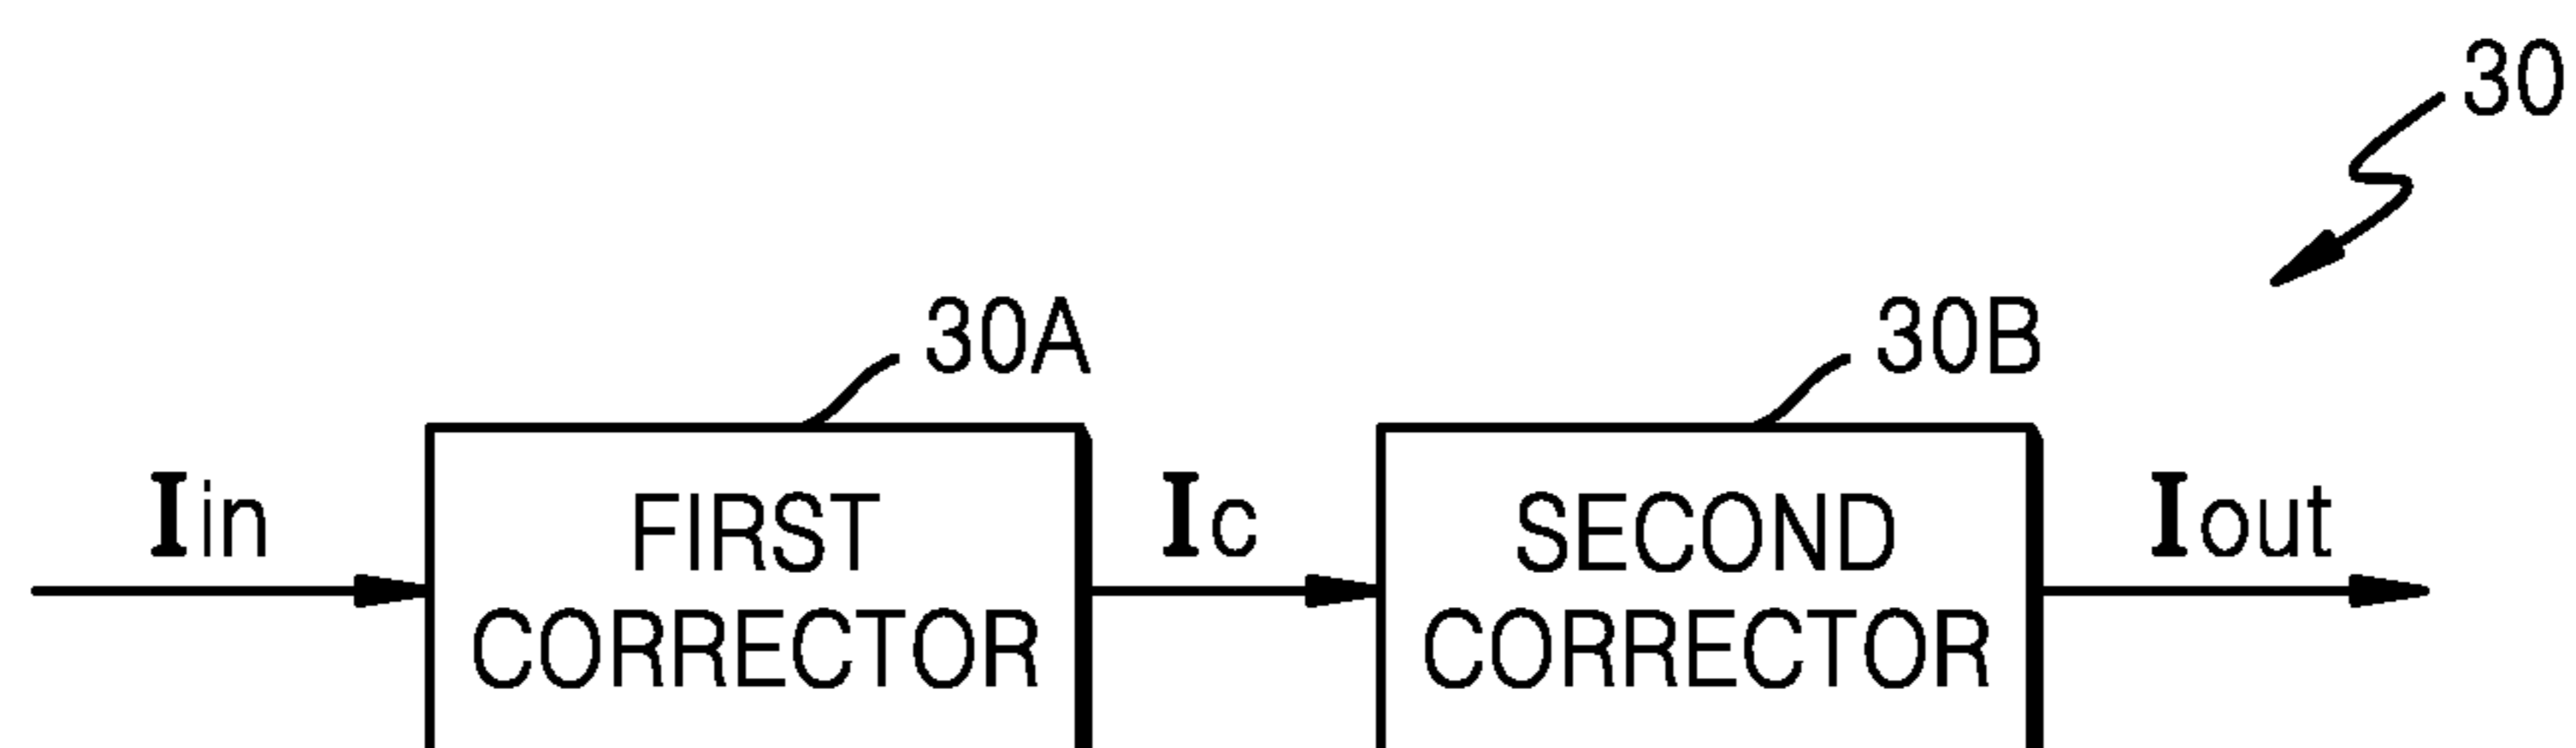 30
30A
30B
Iin
FIRST
CORRECTOR
Ic
SECOND
CORRECTOR
Iout